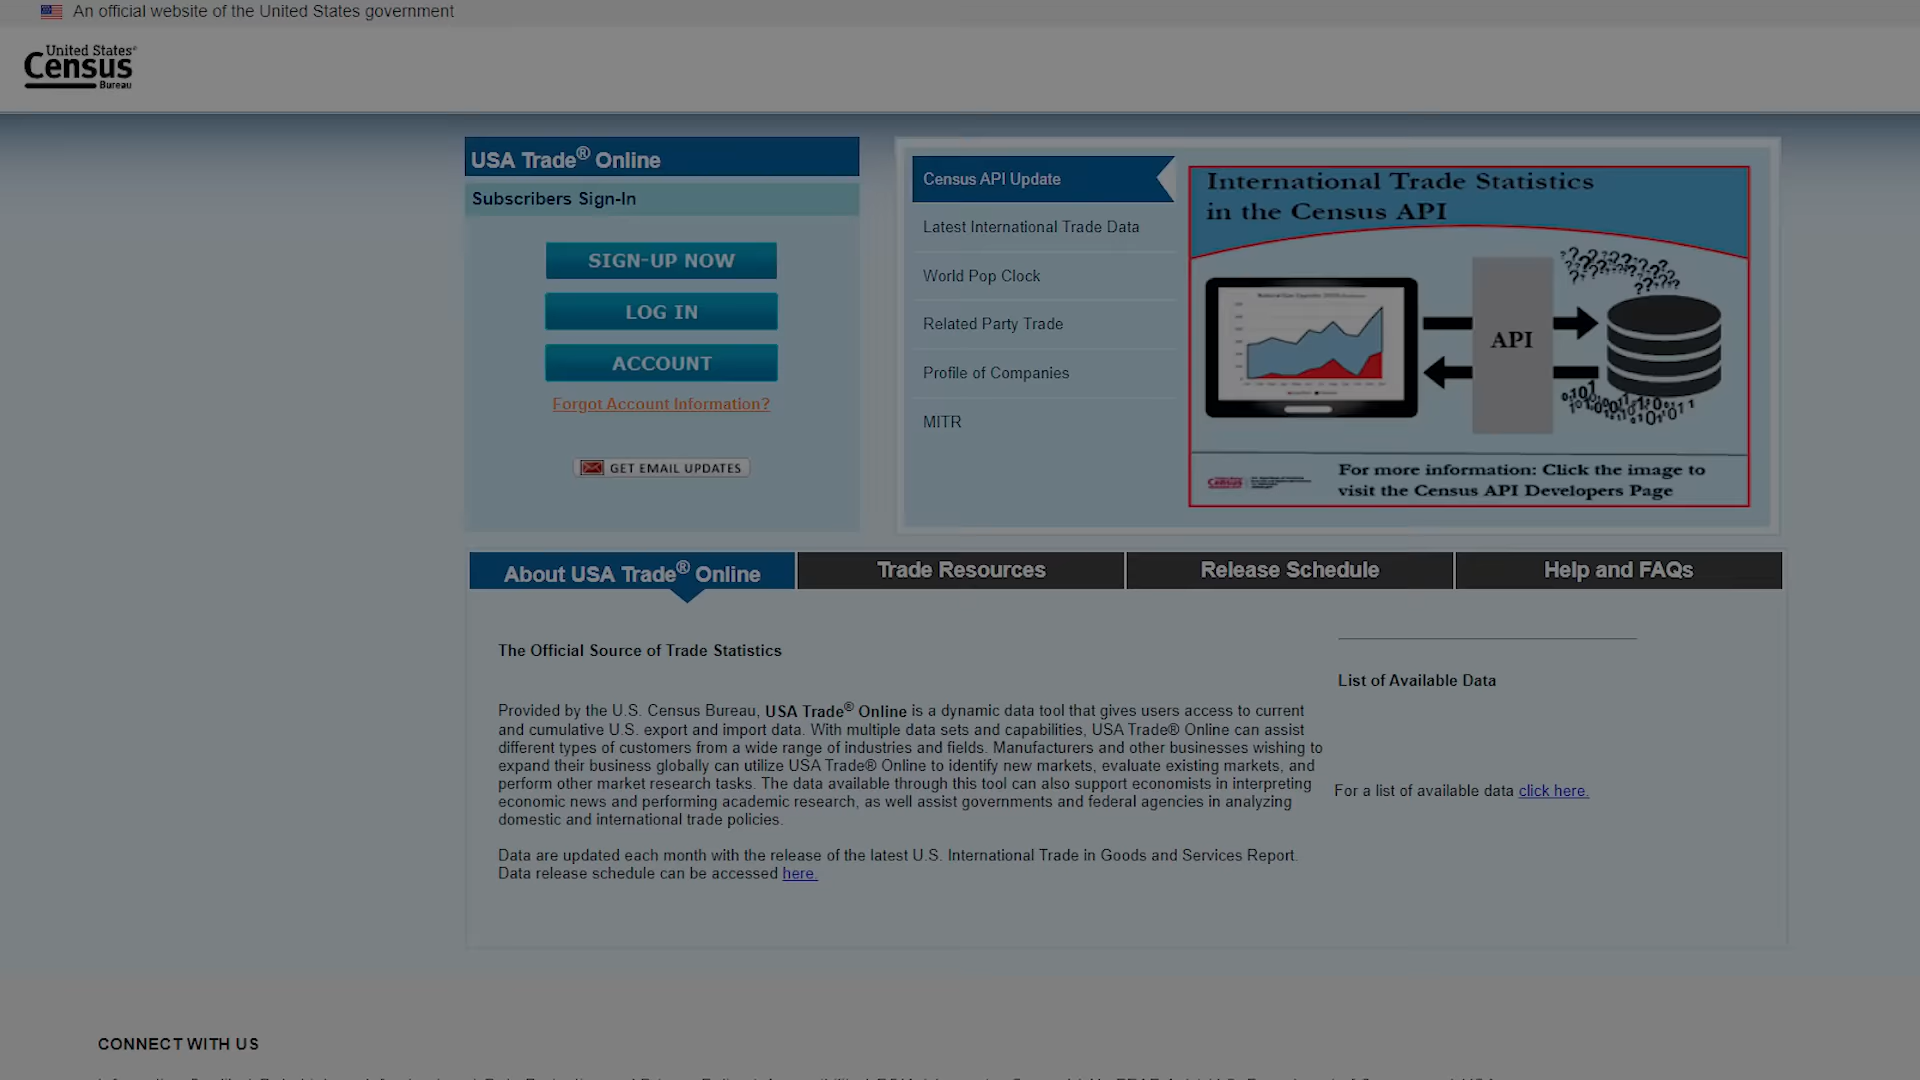 An official website of the United States government
United States®
Census
Bureau
USA Trade® Online
Subscribers Sign-In
SIGN-UP NOW
LOG IN
ACCOUNT
Forgot Account Information?
GET EMAIL UPDATES
Census API Update
Latest International Trade Data
World Pop Clock
Related Party Trade
Profile of Companies
MITR
International Trade Statistics
in the Census API
API
Census
For more information: Click the image to
visit the Census API Developers Page
About USA Trade® Online
Trade Resources
Release Schedule
Help and FAQs
The Official Source of Trade Statistics
Provided by the U.S. Census Bureau, USA Trade® Online is a dynamic data tool that gives users access to current
and cumulative U.S. export and import data. With multiple data sets and capabilities, USA Trade® Online can assist
different types of customers from a wide range of industries and fields. Manufacturers and other businesses wishing to
expand their business globally can utilize USA Trade® Online to identify new markets, evaluate existing markets, and
perform other market research tasks. The data available through this tool can also support economists in interpreting
economic news and performing academic research, as well assist governments and federal agencies in analyzing
domestic and international trade policies.
Data are updated each month with the release of the latest U.S. International Trade in Goods and Services Report.
Data release schedule can be accessed here.
List of Available Data
For a list of available data click here.
CONNECT WITH US